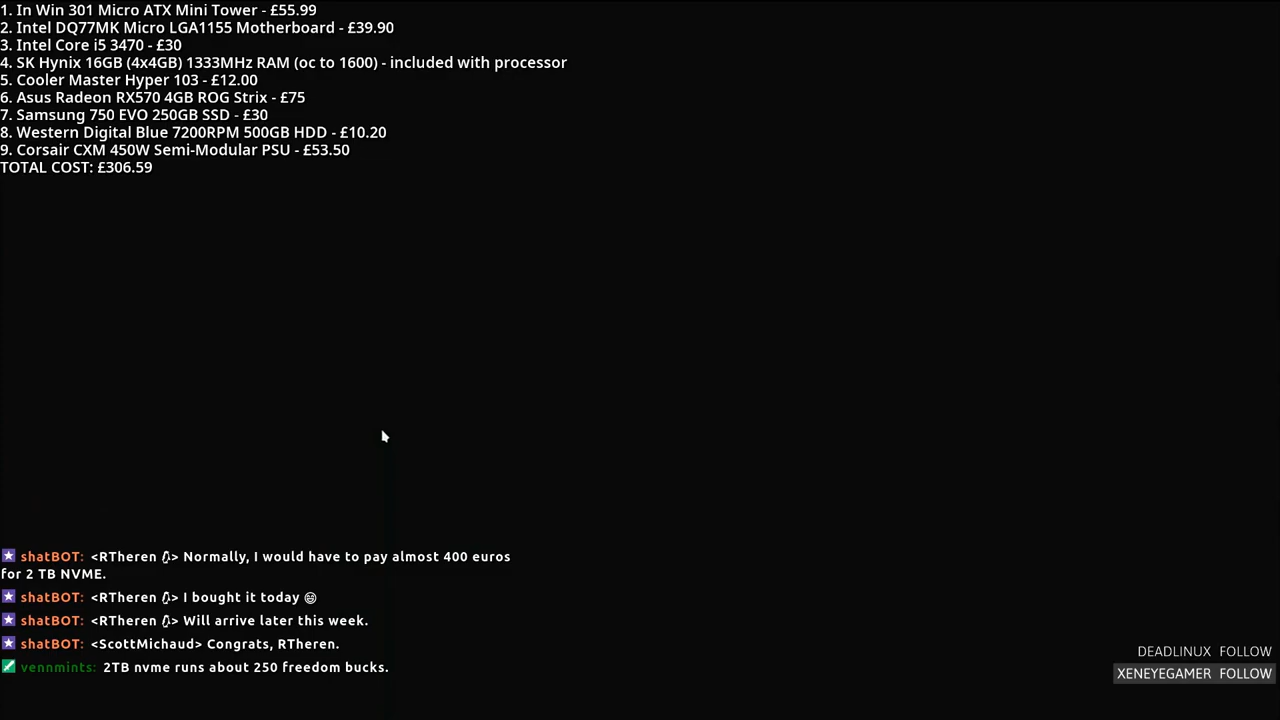 1. In Win 301 Micro ATX Mini Tower - £55.99
2. Intel DQ77MK Micro LGA1155 Motherboard - £39.90
3. Intel Core i5 3470 - £30
4. SK Hynix 16GB (4x4GB) 1333MHz RAM (oc to 1600) - included with processor
5. Cooler Master Hyper 103 - £12.00
6. Asus Radeon RX570 4GB ROG Strix - £75
7. Samsung 750 EVO 250GB SSD - £30
8. Western Digital Blue 7200RPM 500GB HDD - £10.20
9. Corsair CXM 450W Semi-Modular PSU - £53.50
TOTAL COST: £306.59
shatBOT: <RTheren 🐧> Normally, I would have to pay almost 400 euros
for 2 TB NVME.
shatBOT: <RTheren 🐧> I bought it today 😄
shatBOT: <RTheren 🐧> Will arrive later this week.
shatBOT: <ScottMichaud> Congrats, RTheren.
vennmints: 2TB nvme runs about 250 freedom bucks.
DEADLINUX FOLLOW
XENEYEGAMER FOLLOW